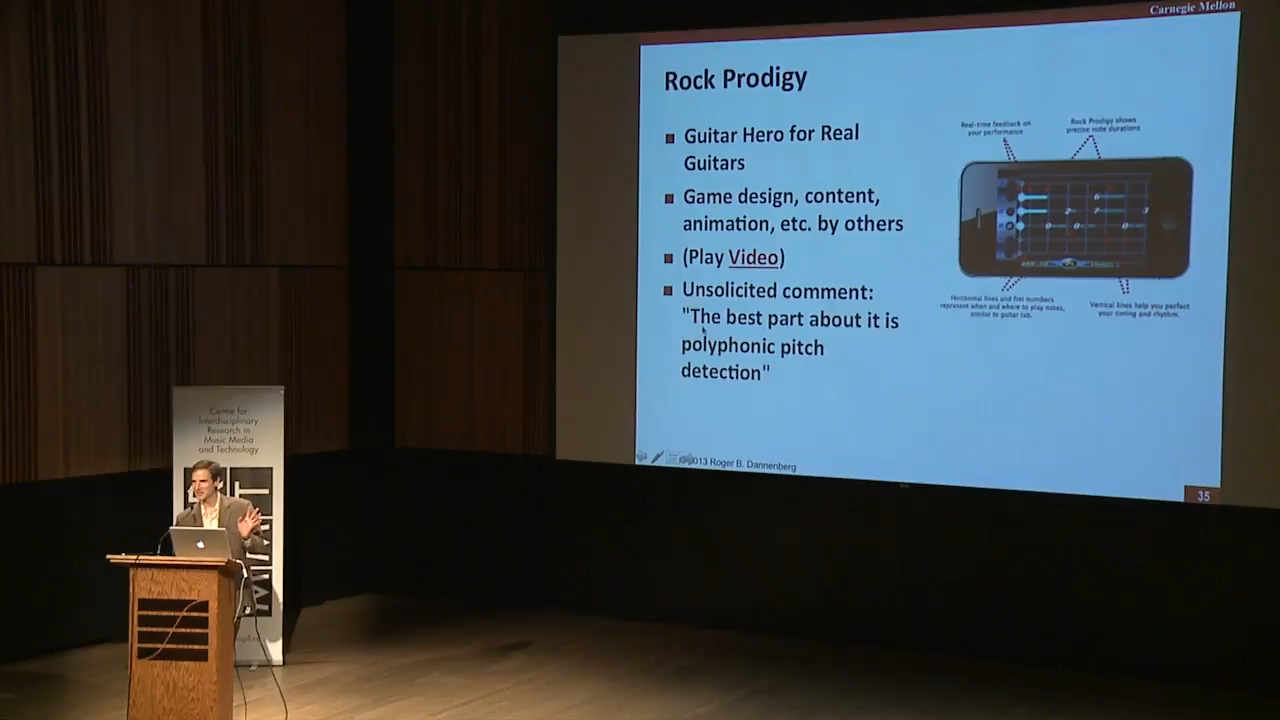 Carnegie Mellon
Rock Prodigy
Guitar Hero for Real
Guitars
Game design, content,
animation, etc. by others
(Play Video)
Unsolicited comment:
"The best part about it is
polyphonic pitch
detection"
Real-time feedback on
your performance
Rock Prodigy shows
precise note durations
Horizontal lines and fret numbers
represent when and where to play notes,
similar to guitar tab.
Vertical lines help you perfect
your timing and rhythm.
013 Roger B. Dannenberg
35
Centre for
Interdisciplinary
Research in
Music Media
and Technology